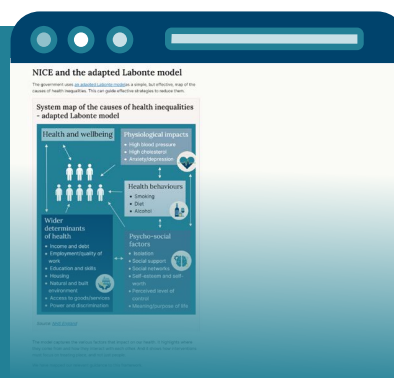 NICE and the adapted Labonte model
The government uses an adapted Labonte model as a simple, but effective, map of the
causes of health inequalities. This can guide effective strategies to reduce them.
System map of the causes of health inequalities
- adapted Labonte model
Health and wellbeing
Physiological impacts
• High blood pressure
• High cholesterol
• Anxiety/depression
Health behaviours
• Smoking
• Diet
• Alcohol
Wider
determinants
of health
• Income and debt
• Employment/quality of
work
• Education and skills
• Housing
• Natural and built
environment
• Access to goods/services
• Power and discrimination
Psycho-social
factors
• Isolation
• Social support
• Social networks
• Self-esteem and self-
worth
• Perceived level of
control
• Meaning/purpose of life